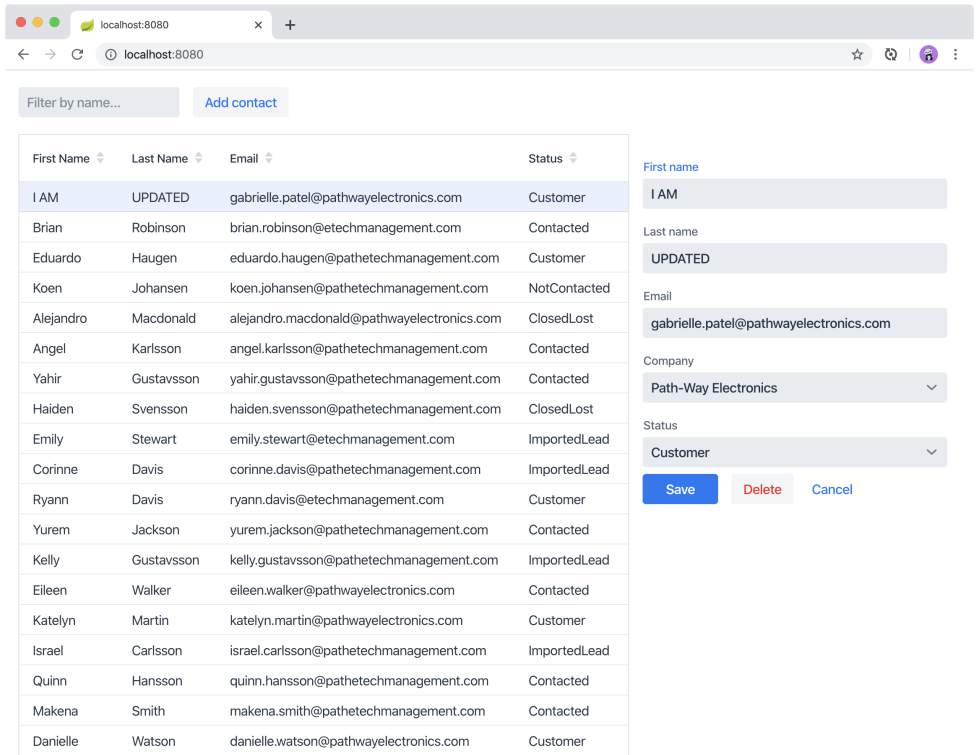 localhost:8080
localhost:8080
Filter by name...
Add contact
First Name Last Name Email Status
I AM UPDATED gabrielle.patel@pathwayelectronics.com Customer
Brian Robinson brian.robinson@etechmanagement.com Contacted
Eduardo Haugen eduardo.haugen@pathetechmanagement.com Customer
Koen Johansen koen.johansen@pathetechmanagement.com NotContacted
Alejandro Macdonald alejandro.macdonald@pathwayelectronics.com ClosedLost
Angel Karlsson angel.karlsson@pathetechmanagement.com Contacted
Yahir Gustavsson yahir.gustavsson@pathetechmanagement.com Contacted
Haiden Svensson haiden.svensson@pathetechmanagement.com ClosedLost
Emily Stewart emily.stewart@etechmanagement.com ImportedLead
Corinne Davis corinne.davis@pathetechmanagement.com ImportedLead
Ryann Davis ryann.davis@etechmanagement.com Customer
Yurem Jackson yurem.jackson@pathetechmanagement.com Contacted
Kelly Gustavsson kelly.gustavsson@pathetechmanagement.com ImportedLead
Eileen Walker eileen.walker@pathwayelectronics.com Contacted
Katelyn Martin katelyn.martin@pathwayelectronics.com Customer
Israel Carlsson israel.carlsson@pathetechmanagement.com ImportedLead
Quinn Hansson quinn.hansson@pathetechmanagement.com Contacted
Makena Smith makena.smith@pathetechmanagement.com Contacted
Danielle Watson danielle.watson@pathwayelectronics.com Customer
First name
I AM
Last name
UPDATED
Email
gabrielle.patel@pathwayelectronics.com
Company
Path-Way Electronics
Status
Customer
Save Delete Cancel